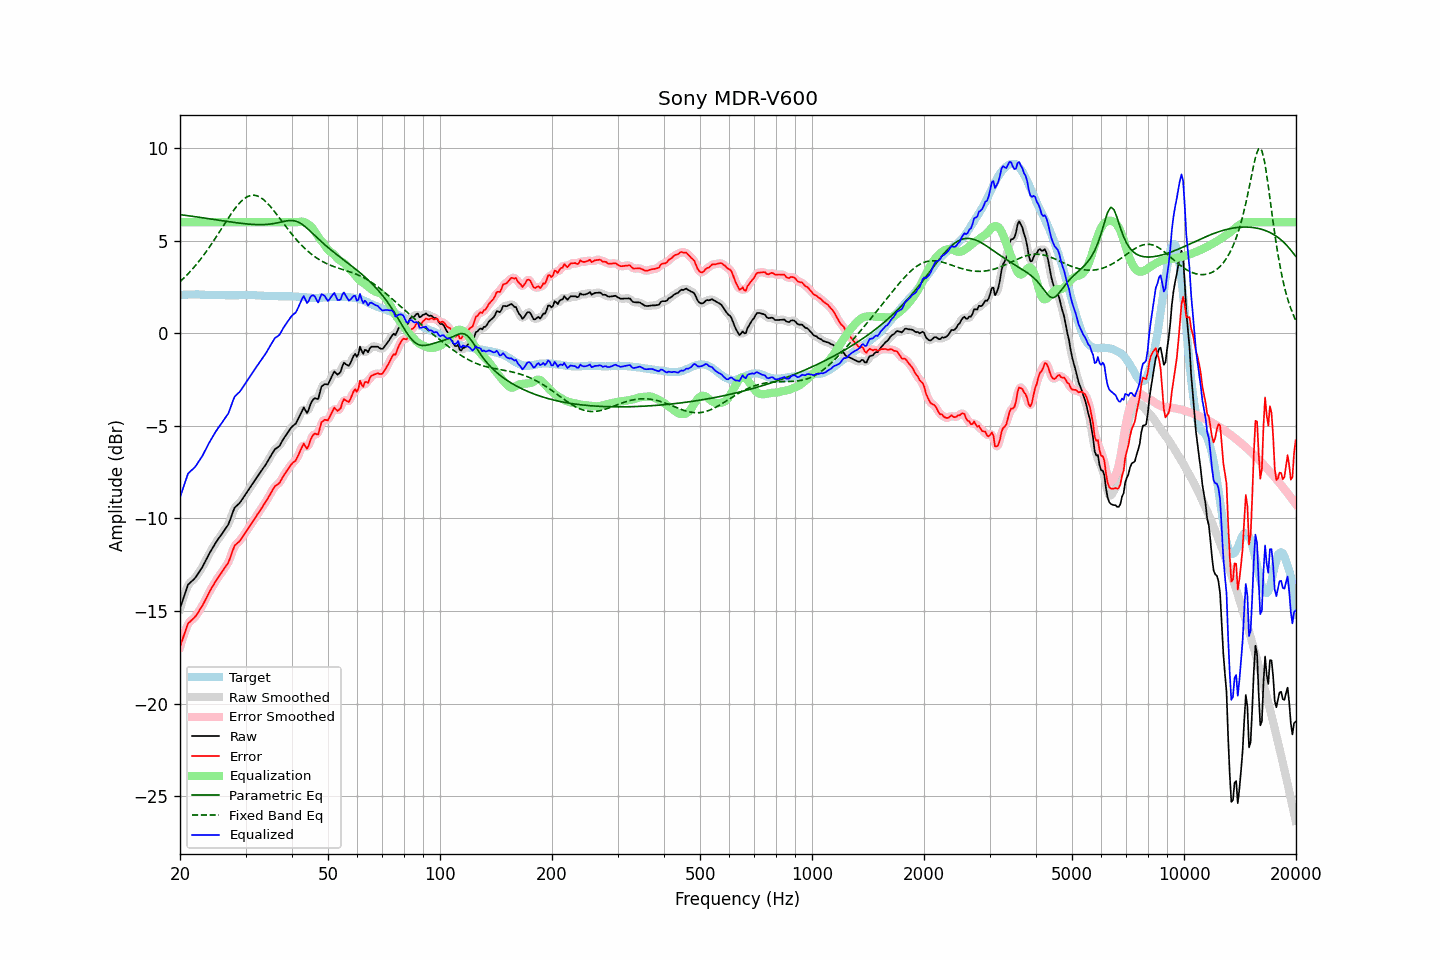 Sony MDR-V600
Amplitude (dBr)
10
5
0
−5
−10
−15
−20
−25
Target
Raw Smoothed
Error Smoothed
Raw
Error
Equalization
Parametric Eq
Fixed Band Eq
Equalized
20 50 100 200 500 1000 2000 5000 10000 20000
Frequency (Hz)